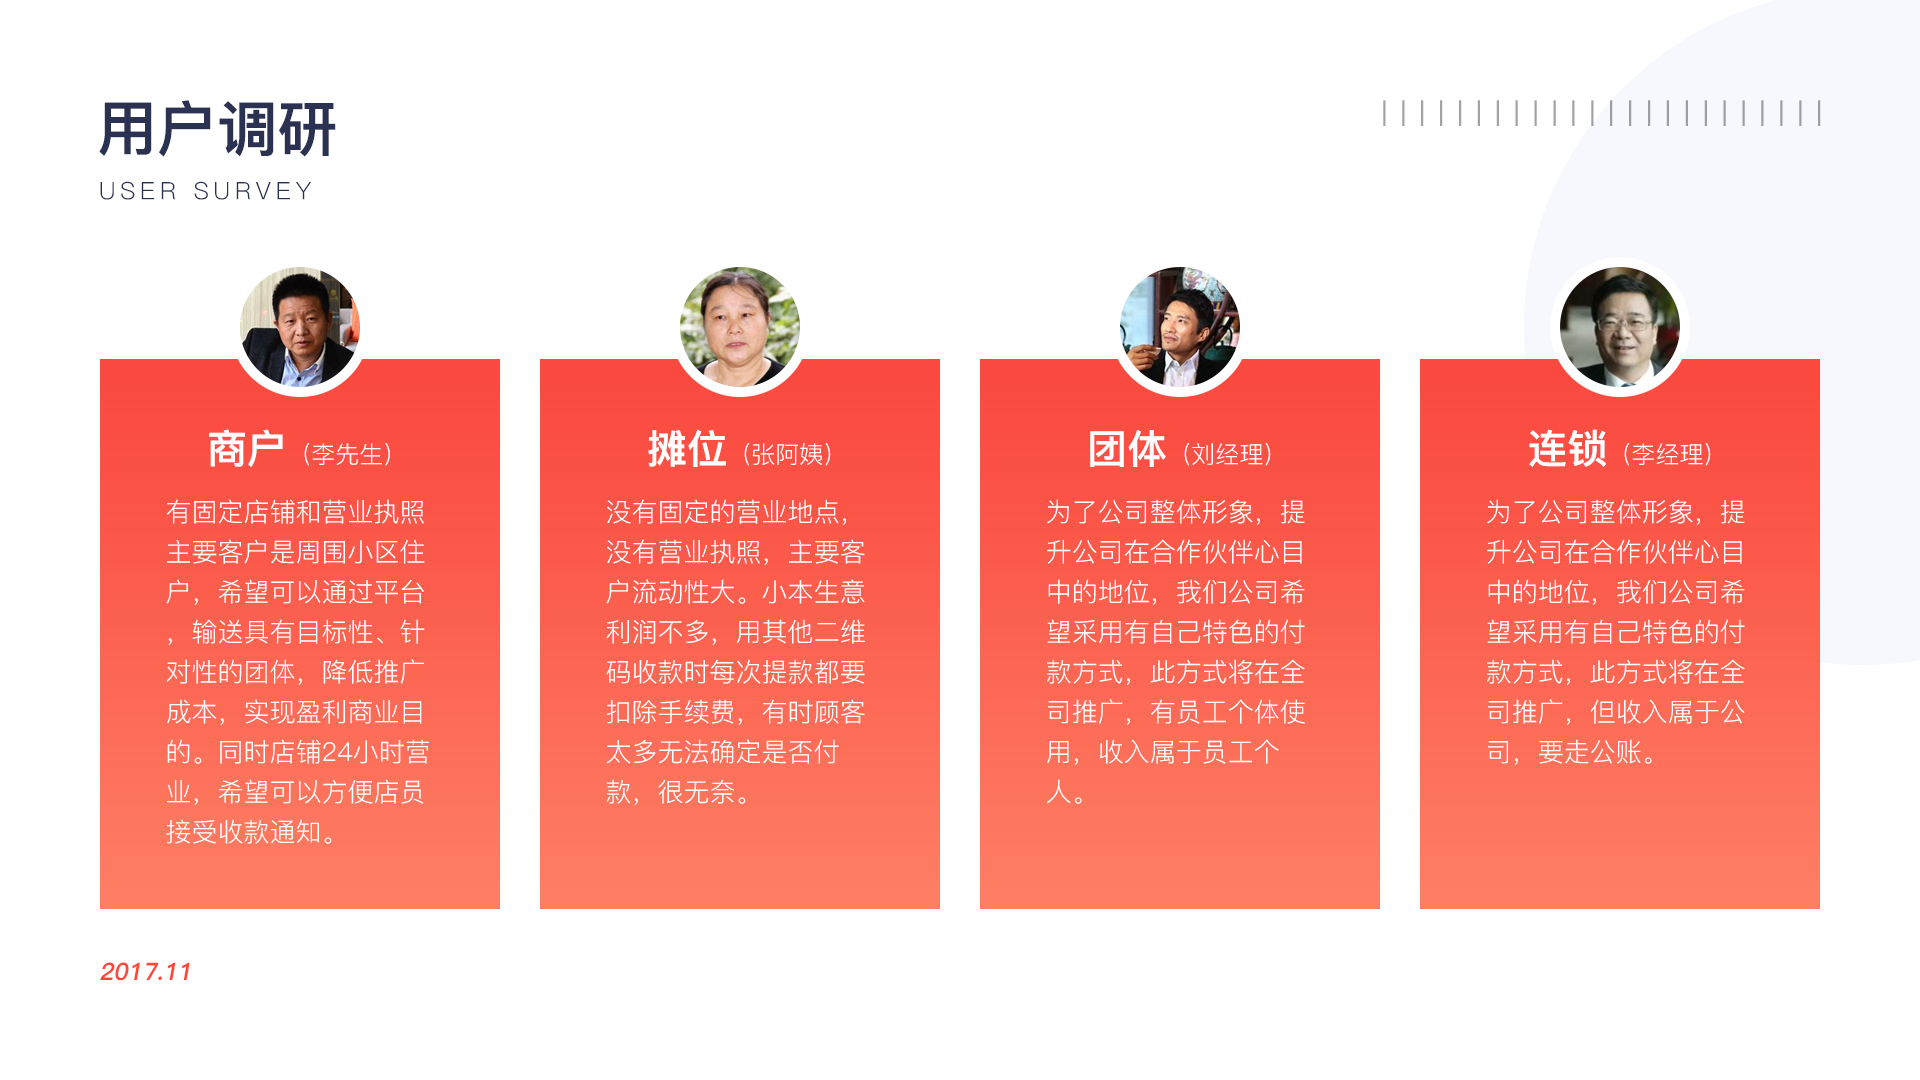 用户调研
USER SURVEY
商户（李先生）
有固定店铺和营业执照
主要客户是周围小区住
户，希望可以通过平台
，输送具有目标性、针
对性的团体，降低推广
成本，实现盈利商业目
的。同时店铺24小时营
业，希望可以方便店员
接受收款通知。
摊位（张阿姨）
没有固定的营业地点，
没有营业执照，主要客
户流动性大。小本生意
利润不多，用其他二维
码收款时每次提款都要
扣除手续费，有时顾客
太多无法确定是否付
款，很无奈。
团体（刘经理）
为了公司整体形象，提
升公司在合作伙伴心目
中的地位，我们公司希
望采用有自己特色的付
款方式，此方式将在全
司推广，有员工个体使
用，收入属于员工个
人。
连锁（李经理）
为了公司整体形象，提
升公司在合作伙伴心目
中的地位，我们公司希
望采用有自己特色的付
款方式，此方式将在全
司推广，但收入属于公
司，要走公账。
2017.11